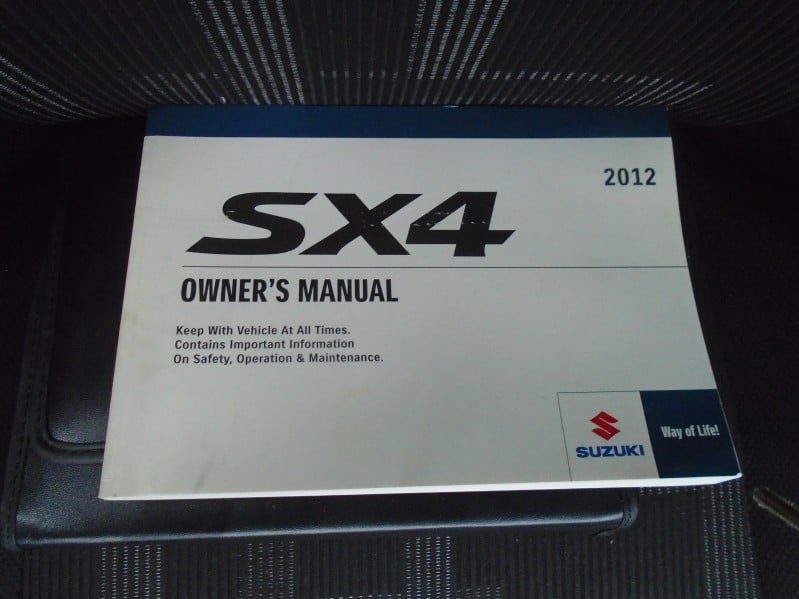 2012
SX4
OWNER'S MANUAL
Keep With Vehicle At All Times.
Contains Important Information
On Safety, Operation & Maintenance.
SUZUKI
Way of Life!